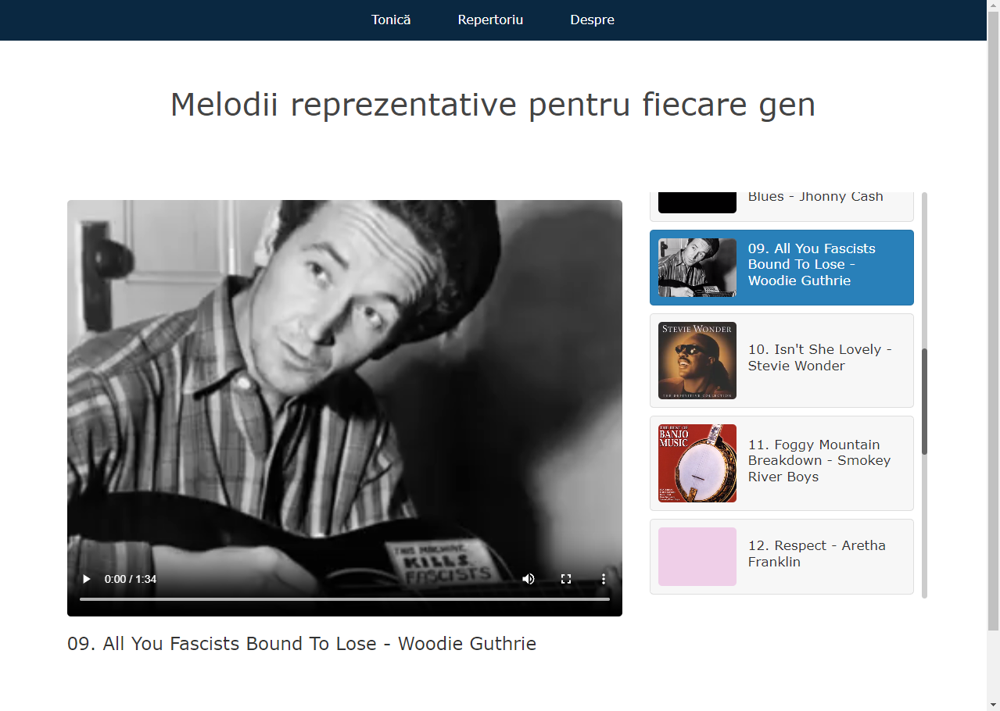 Tonică Repertoriu Despre
Melodii reprezentative pentru fiecare gen
THIS MACHINE
KILLS
FASCISTS
0:00 / 1:34
09. All You Fascists Bound To Lose - Woodie Guthrie
Blues - Jhonny Cash
09. All You Fascists
Bound To Lose -
Woodie Guthrie
STEVIE WONDER
THE DEFINITIVE COLLECTION
10. Isn't She Lovely -
Stevie Wonder
THE BEST OF
BANJO
MUSIC
11. Foggy Mountain
Breakdown - Smokey
River Boys
12. Respect - Aretha
Franklin